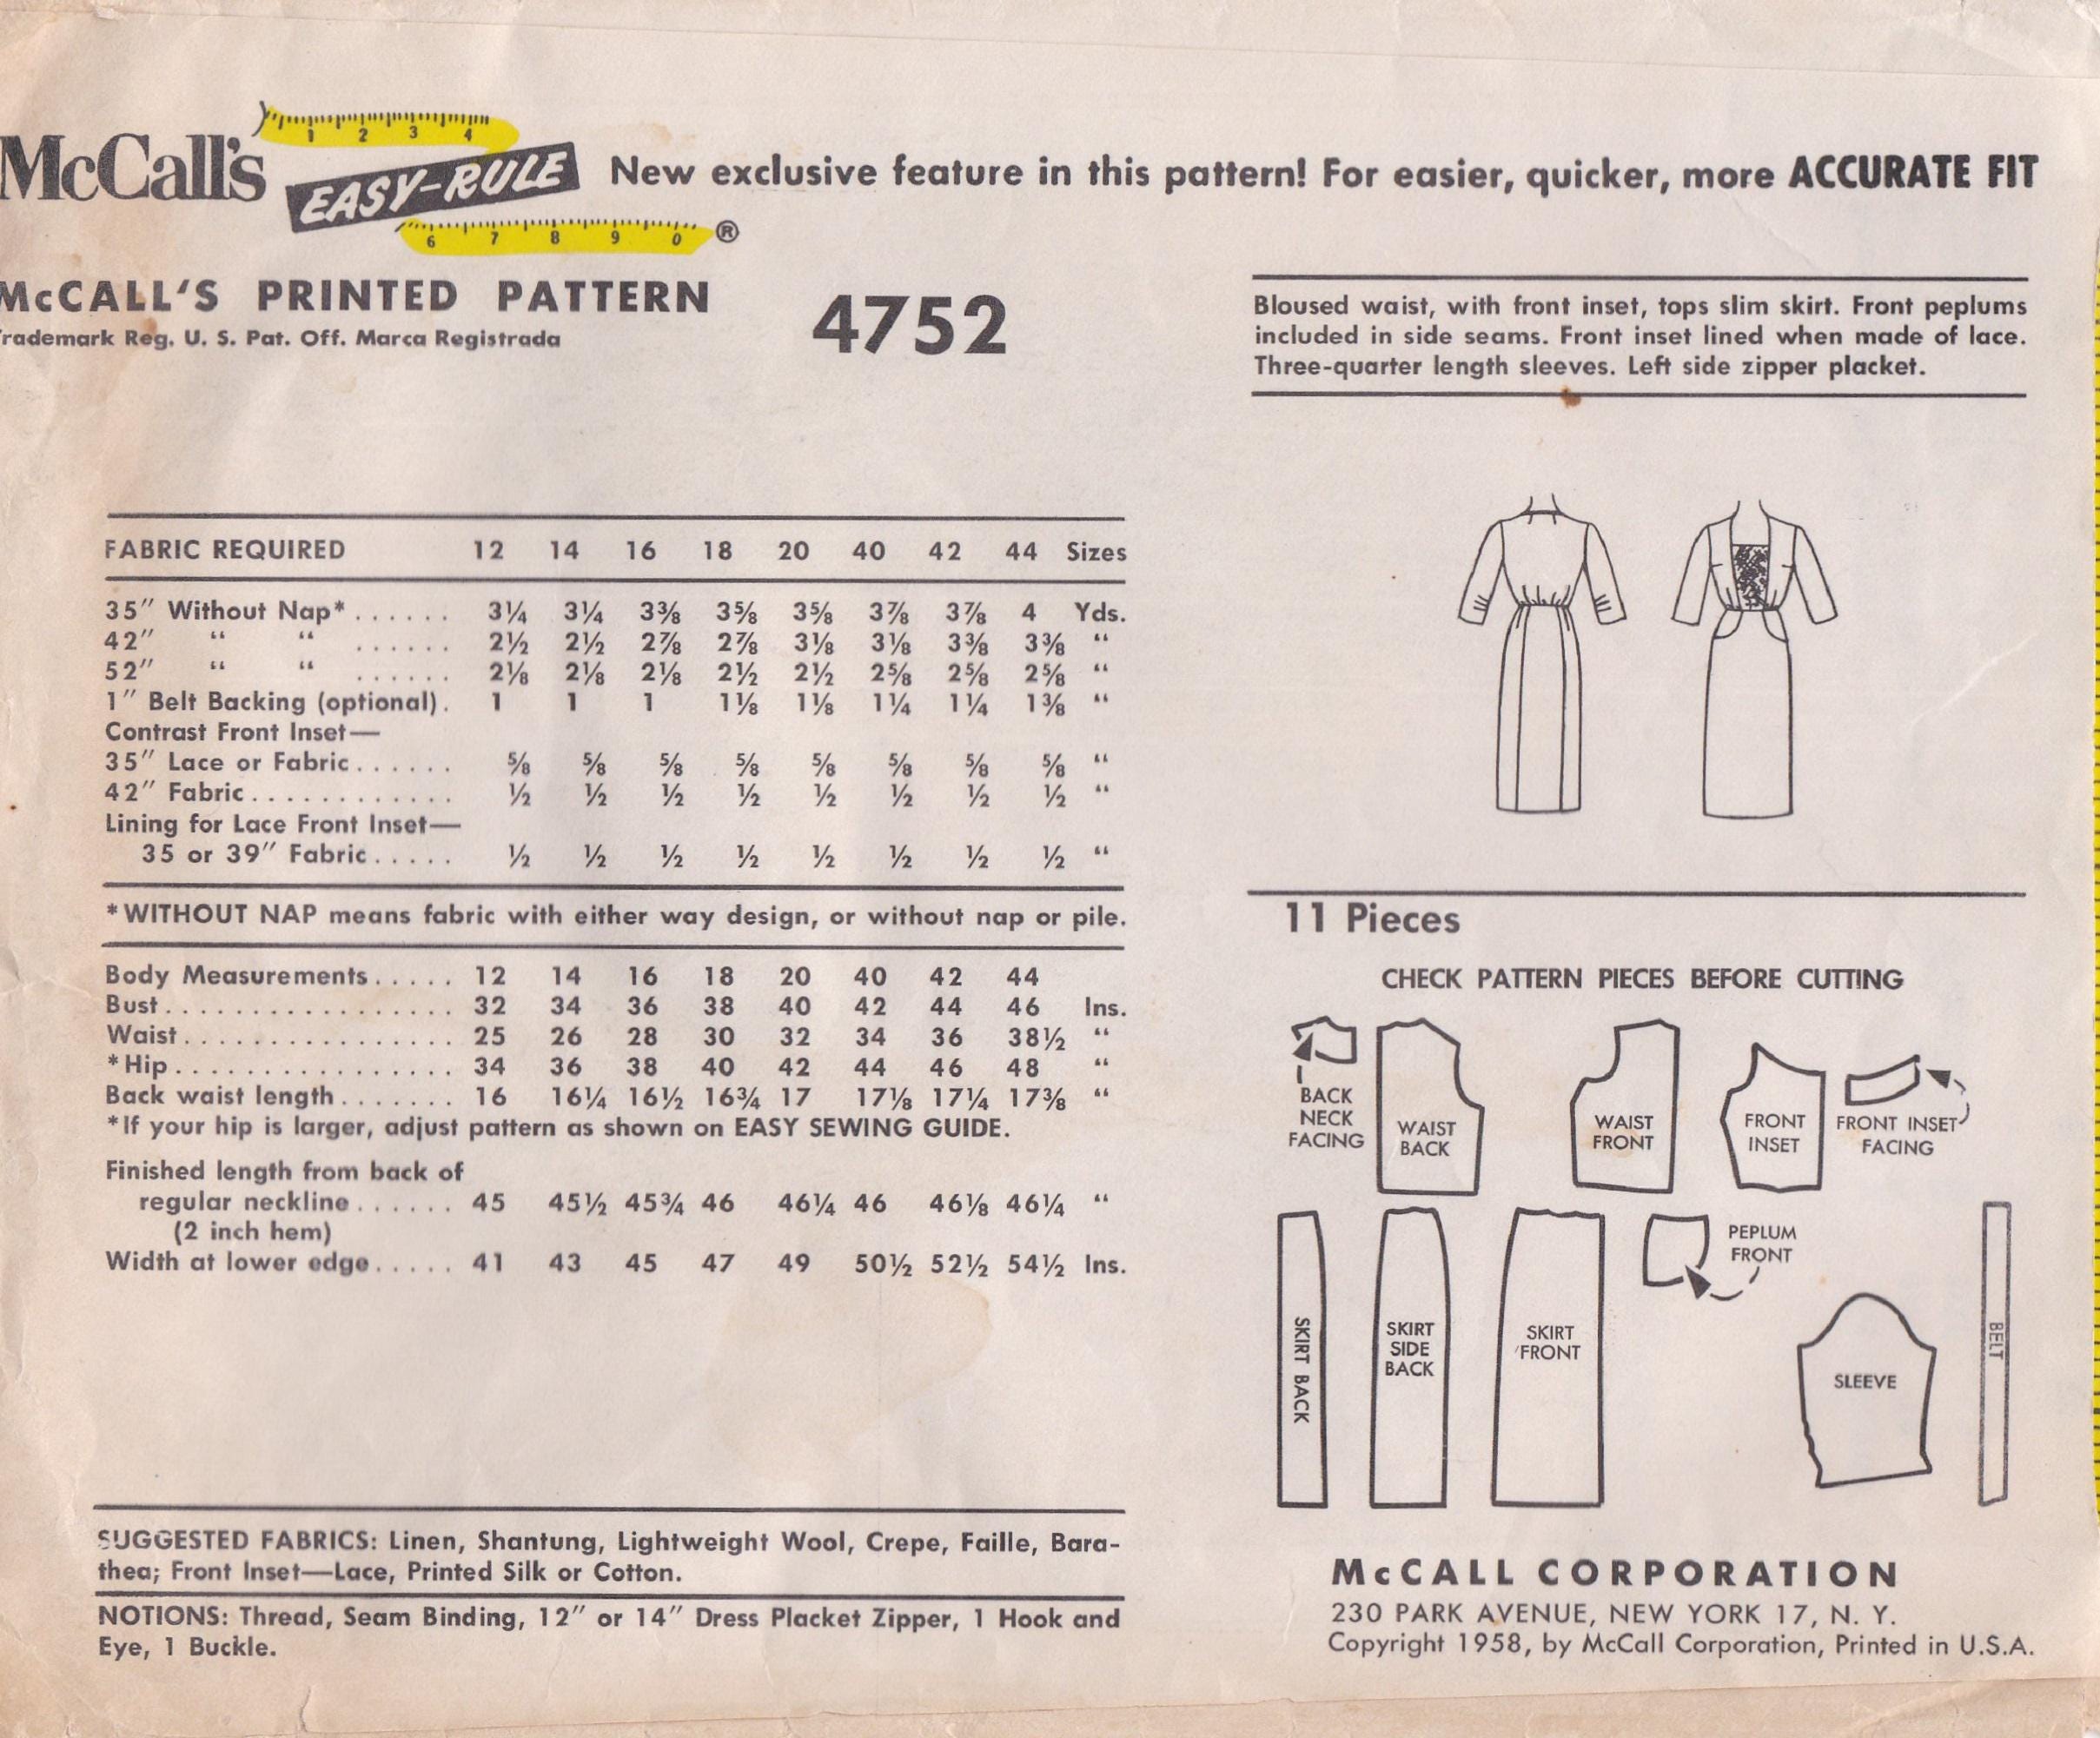 McCall's
1 2 3 4
EASY-RULE
6 7 8 9 0 ®
New exclusive feature in this pattern! For easier, quicker, more ACCURATE FIT
McCALL'S PRINTED PATTERN
rademark Reg. U. S. Pat. Off. Marca Registrada
4752
Bloused waist, with front inset, tops slim skirt. Front peplums
included in side seams. Front inset lined when made of lace.
Three-quarter length sleeves. Left side zipper placket.
FABRIC REQUIRED 12 14 16 18 20 40 42 44 Sizes
35″ Without Nap* . . . . . . 3¼ 3¼ 3⅜ 3⅝ 3⅝ 3⅞ 3⅞ 4 Yds.
42″ “ “ . . . . . . 2½ 2½ 2⅞ 2⅞ 3⅛ 3⅛ 3⅜ 3⅜ “
52″ “ “ . . . . . . 2⅛ 2⅛ 2⅛ 2½ 2½ 2⅝ 2⅝ 2⅝ “
1″ Belt Backing (optional) . 1 1 1 1⅛ 1⅛ 1¼ 1¼ 1⅜ “
Contrast Front Inset—
35″ Lace or Fabric . . . . . . ⅝ ⅝ ⅝ ⅝ ⅝ ⅝ ⅝ ⅝ “
42″ Fabric . . . . . . . . . . . . ½ ½ ½ ½ ½ ½ ½ ½ “
Lining for Lace Front Inset—
35 or 39″ Fabric . . . . . ½ ½ ½ ½ ½ ½ ½ ½ “
*WITHOUT NAP means fabric with either way design, or without nap or pile.
Body Measurements . . . . . 12 14 16 18 20 40 42 44
Bust . . . . . . . . . . . . . . . . . 32 34 36 38 40 42 44 46 Ins.
Waist . . . . . . . . . . . . . . . . 25 26 28 30 32 34 36 38½ “
*Hip . . . . . . . . . . . . . . . . 34 36 38 40 42 44 46 48 “
Back waist length . . . . . . . 16 16¼ 16½ 16¾ 17 17⅛ 17¼ 17⅜ “
*If your hip is larger, adjust pattern as shown on EASY SEWING GUIDE.
Finished length from back of
regular neckline . . . . . . 45 45½ 45¾ 46 46¼ 46 46⅛ 46¼ “
(2 inch hem)
Width at lower edge . . . . . 41 43 45 47 49 50½ 52½ 54½ Ins.
SUGGESTED FABRICS: Linen, Shantung, Lightweight Wool, Crepe, Faille, Bara-
thea; Front Inset—Lace, Printed Silk or Cotton.
NOTIONS: Thread, Seam Binding, 12″ or 14″ Dress Placket Zipper, 1 Hook and
Eye, 1 Buckle.
11 Pieces
CHECK PATTERN PIECES BEFORE CUTTING
BACK
NECK
FACING
WAIST
BACK
WAIST
FRONT
FRONT
INSET
FRONT INSET
FACING
SKIRT BACK
SKIRT
SIDE
BACK
SKIRT
FRONT
PEPLUM
FRONT
SLEEVE
BELT
McCALL CORPORATION
230 PARK AVENUE, NEW YORK 17, N. Y.
Copyright 1958, by McCall Corporation, Printed in U.S.A.